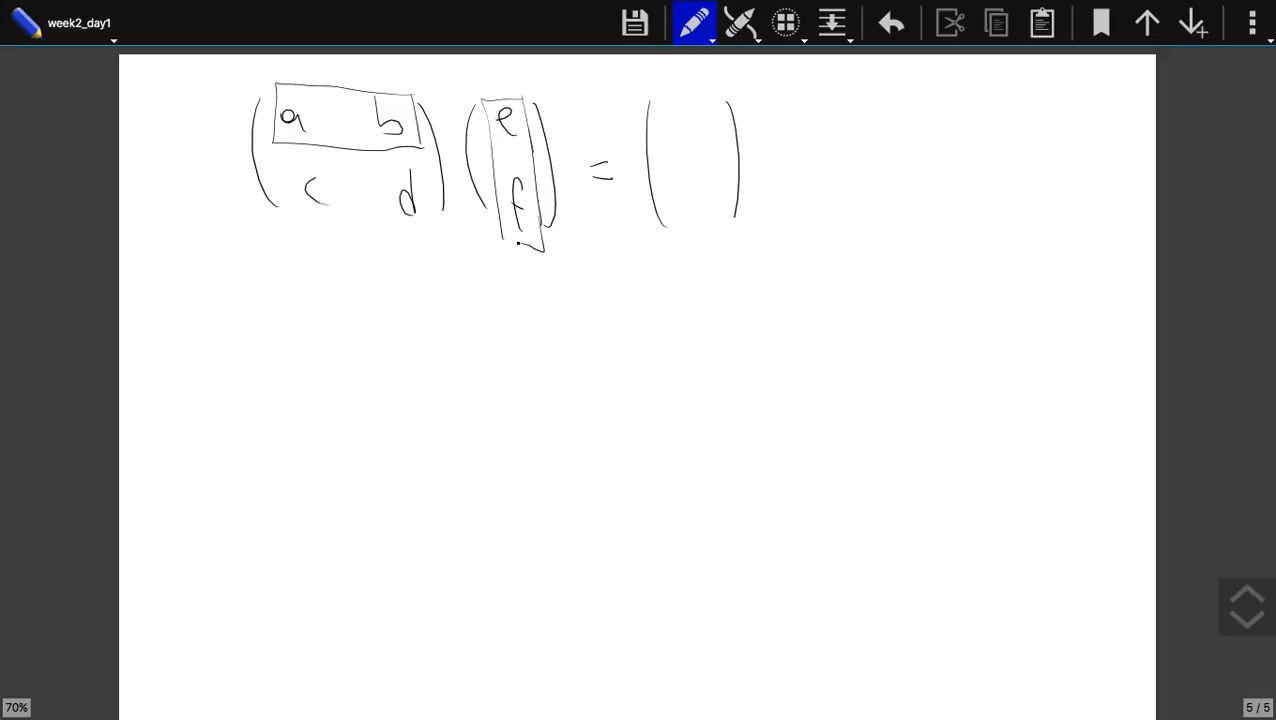 week2_day1
( a b ) ( e ) = ( )
( c d ) ( f )
70%
5 / 5